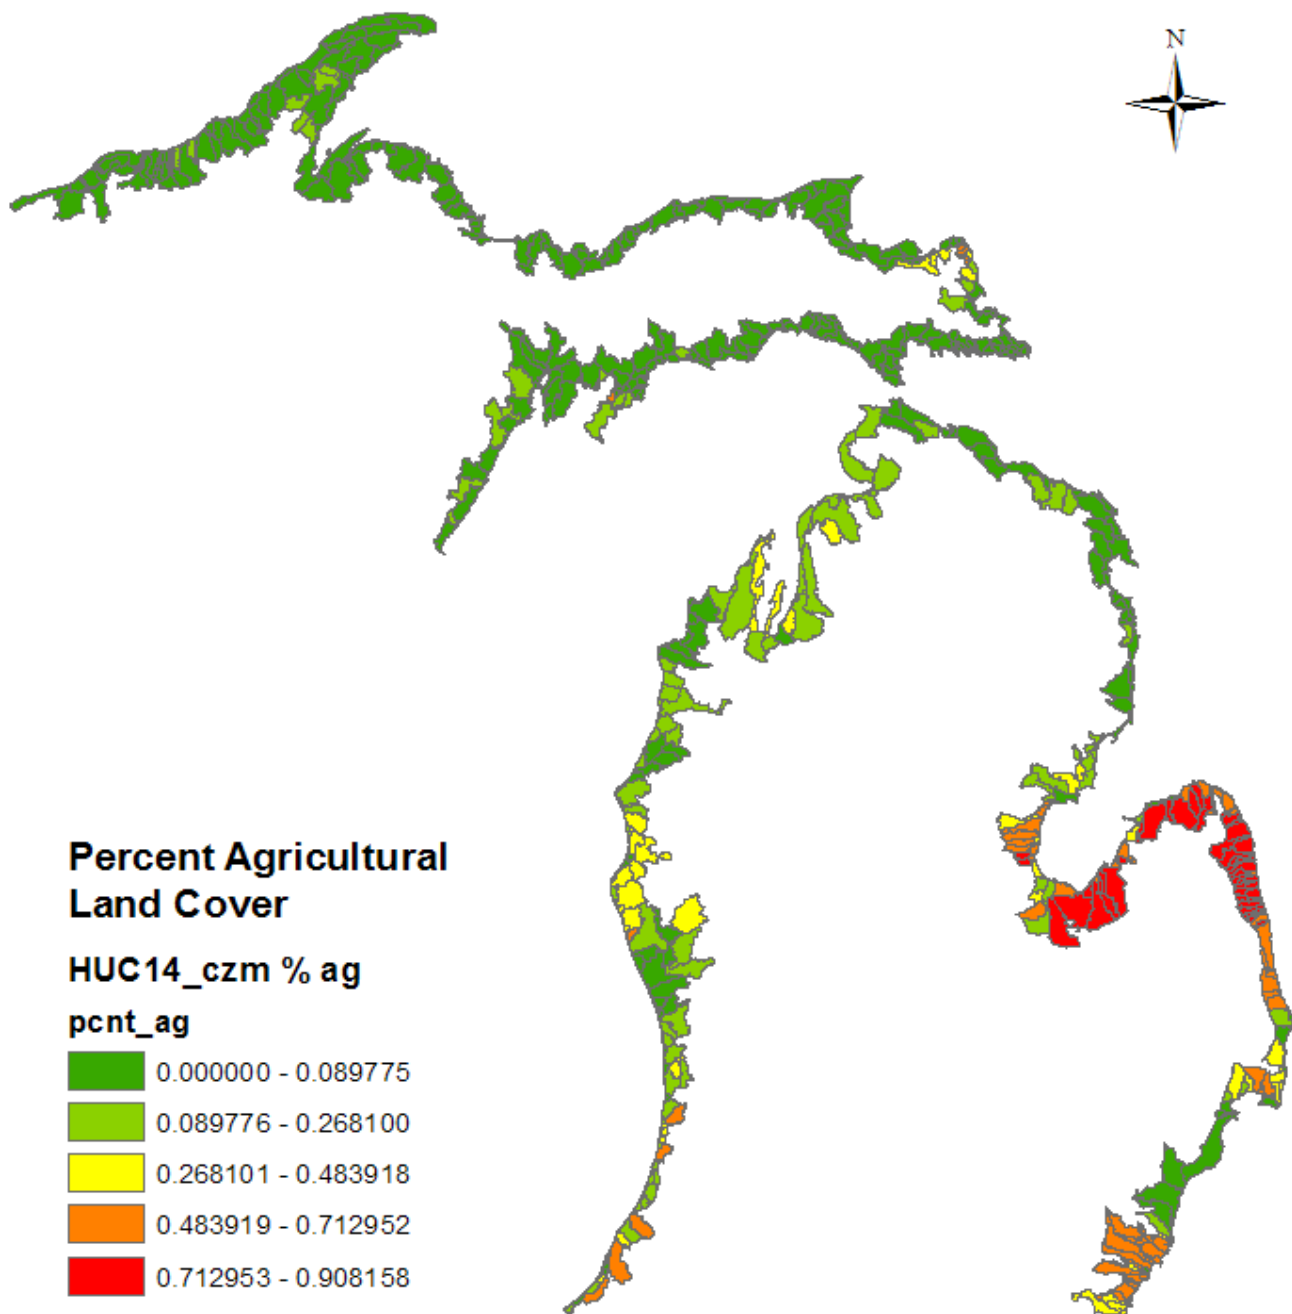 N
Percent Agricultural
Land Cover
HUC14_czm % ag
pcnt_ag
0.000000 - 0.089775
0.089776 - 0.268100
0.268101 - 0.483918
0.483919 - 0.712952
0.712953 - 0.908158